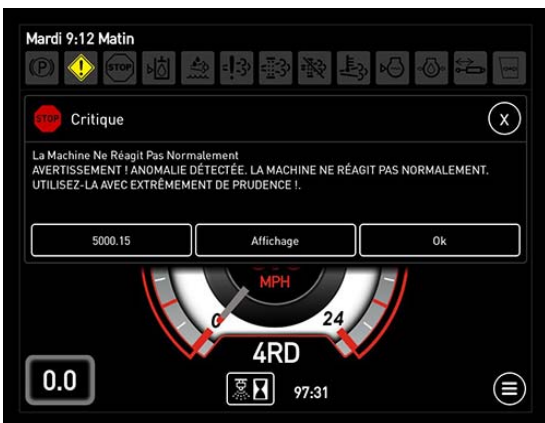 Mardi 9:12 Matin
STOP
STOP Critique
X
La Machine Ne Réagit Pas Normalement
AVERTISSEMENT ! ANOMALIE DÉTECTÉE. LA MACHINE NE RÉAGIT PAS NORMALEMENT.
UTILISEZ-LA AVEC EXTRÊMEMENT DE PRUDENCE !.
5000.15 Affichage Ok
MPH
0 24
4RD
0.0
97:31